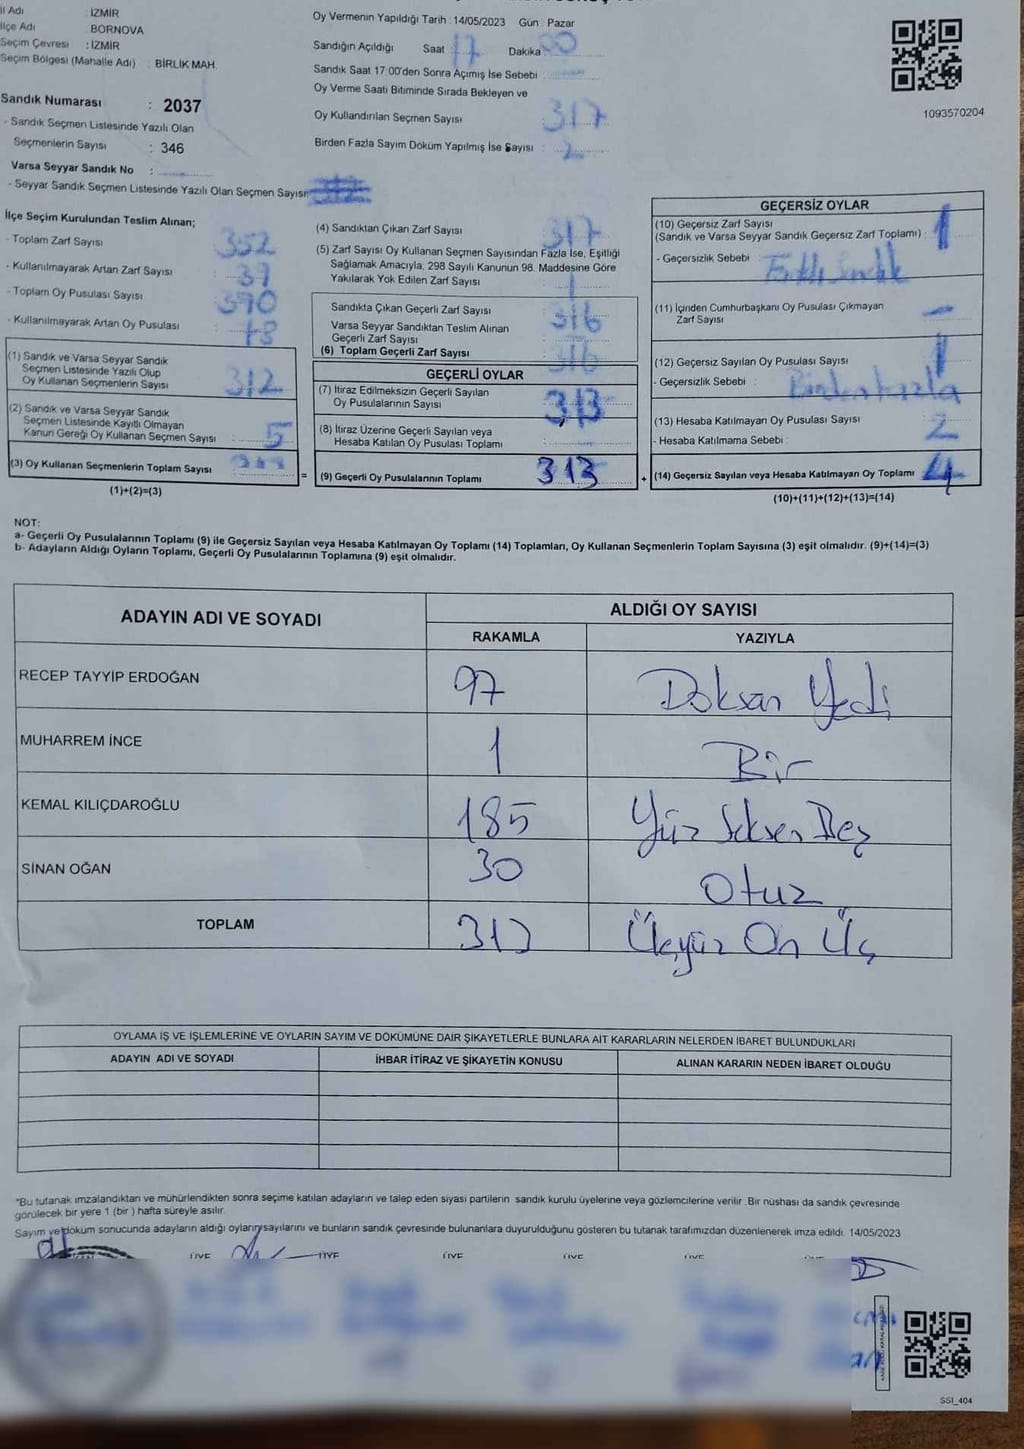 İl Adı : İZMİR
İlçe Adı BORNOVA
Seçim Çevresi : İZMİR
Seçim Bölgesi (Mahalle Adı) BİRLİK MAH.
Sandık Numarası : 2037
- Sandık Seçmen Listesinde Yazılı Olan
Seçmenlerin Sayısı : 346
Varsa Seyyar Sandık No :
- Seyyar Sandık Seçmen Listesinde Yazılı Olan Seçmen Sayısı
Oy Vermenin Yapıldığı Tarih : 14/05/2023 Gün : Pazar
Sandığın Açıldığı Saat 17 Dakika 00
Sandık Saat 17:00'den Sonra Açımış İse Sebebi : —
Oy Verme Saati Bitiminde Sırada Bekleyen ve
Oy Kullandırılan Seçmen Sayısı 317
Birden Fazla Sayım Döküm Yapılmış İse Sayısı : 2
1093570204
İlçe Seçim Kurulundan Teslim Alınan;
- Toplam Zarf Sayısı 352
- Kullanılmayarak Artan Zarf Sayısı : 39
- Toplam Oy Pusulası Sayısı 390
- Kullanılmayarak Artan Oy Pusulası : 78
(1) Sandık ve Varsa Seyyar Sandık
Seçmen Listesinde Yazılı Olup
Oy Kullanan Seçmenlerin Sayısı 312
(2) Sandık ve Varsa Seyyar Sandık
Seçmen Listesinde Kayıtlı Olmayan
Kanun Gereği Oy Kullanan Seçmen Sayısı : 5
(3) Oy Kullanan Seçmenlerin Toplam Sayısı
(1)+(2)=(3)
(4) Sandıktan Çıkan Zarf Sayısı 317
(5) Zarf Sayısı Oy Kullanan Seçmen Sayısından Fazla İse, Eşitliği
Sağlamak Amacıyla, 298 Sayılı Kanunun 98. Maddesine Göre
Yakılarak Yok Edilen Zarf Sayısı 1
Sandıkta Çıkan Geçerli Zarf Sayısı 316
Varsa Seyyar Sandıktan Teslim Alınan
Geçerli Zarf Sayısı
(6) Toplam Geçerli Zarf Sayısı 316
GEÇERLİ OYLAR
(7) İtiraz Edilmeksizin Geçerli Sayılan
Oy Pusulalarının Sayısı 313
(8) İtiraz Üzerine Geçerli Sayılan veya
Hesaba Katılan Oy Pusulası Toplamı
= (9) Geçerli Oy Pusulalarının Toplamı 313
GEÇERSİZ OYLAR
(10) Geçersiz Zarf Sayısı
(Sandık ve Varsa Seyyar Sandık Geçersiz Zarf Toplamı) : 1
- Geçersizlik Sebebi : Farklı Sandık
(11) İçinden Cumhurbaşkanı Oy Pusulası Çıkmayan
Zarf Sayısı —
(12) Geçersiz Sayılan Oy Pusulası Sayısı 1
- Geçersizlik Sebebi : Birden fazla
(13) Hesaba Katılmayan Oy Pusulası Sayısı 2
- Hesaba Katılmama Sebebi :
+ (14) Geçersiz Sayılan veya Hesaba Katılmayan Oy Toplamı 4
(10)+(11)+(12)+(13)=(14)
NOT:
a- Geçerli Oy Pusulalarının Toplamı (9) ile Geçersiz Sayılan veya Hesaba Katılmayan Oy Toplamı (14) Toplamları, Oy Kullanan Seçmenlerin Toplam Sayısına (3) eşit olmalıdır. (9)+(14)=(3)
b- Adayların Aldığı Oyların Toplamı, Geçerli Oy Pusulalarının Toplamına (9) eşit olmalıdır.
ADAYIN ADI VE SOYADI ALDIĞI OY SAYISI
RAKAMLA YAZIYLA
RECEP TAYYİP ERDOĞAN 97 Doksan Yedi
MUHARREM İNCE 1 Bir
KEMAL KILIÇDAROĞLU 185 Yüz Seksen Beş
SİNAN OĞAN 30 Otuz
TOPLAM 313 Üçyüz On Üç
OYLAMA İŞ VE İŞLEMLERİNE VE OYLARIN SAYIM VE DÖKÜMÜNE DAİR ŞİKAYETLERLE BUNLARA AİT KARARLARIN NELERDEN İBARET BULUNDUKLARI
ADAYIN ADI VE SOYADI İHBAR İTİRAZ VE ŞİKAYETİN KONUSU ALINAN KARARIN NEDEN İBARET OLDUĞU
*Bu tutanak imzalandıktan ve mühürlendikten sonra seçime katılan adayların ve talep eden siyasi partilerin sandık kurulu üyelerine veya gözlemcilerine verilir. Bir nüshası da sandık çevresinde
görülecek bir yere 1 (bir ) hafta süreyle asılır.
Sayım ve döküm sonucunda adayların aldığı oyların sayılarını ve bunların sandık çevresinde bulunanlara duyurulduğunu gösteren bu tutanak tarafımızdan düzenlenerek imza edildi. 14/05/2023
ÜYE ÜYE ÜYE ÜYE ÜYE
SSI_404